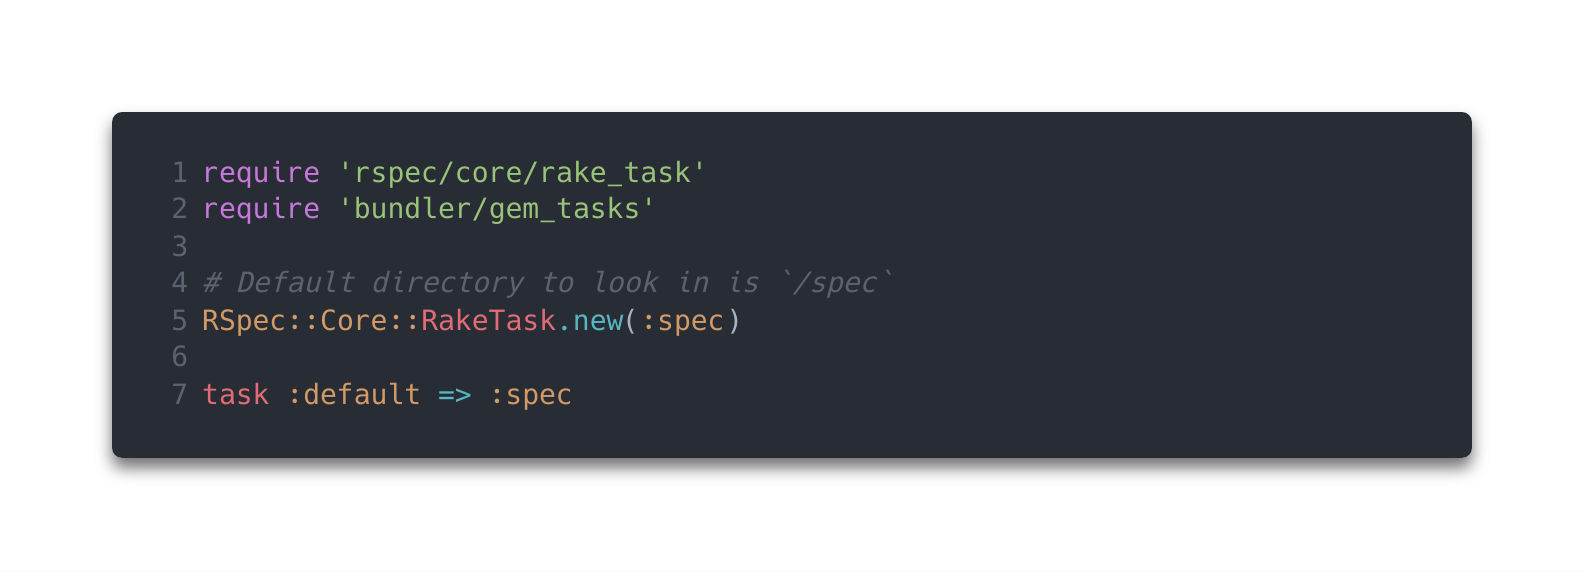 1 require 'rspec/core/rake_task'
2 require 'bundler/gem_tasks'
3
4 # Default directory to look in is `/spec`
5 RSpec::Core::RakeTask.new(:spec)
6
7 task :default => :spec